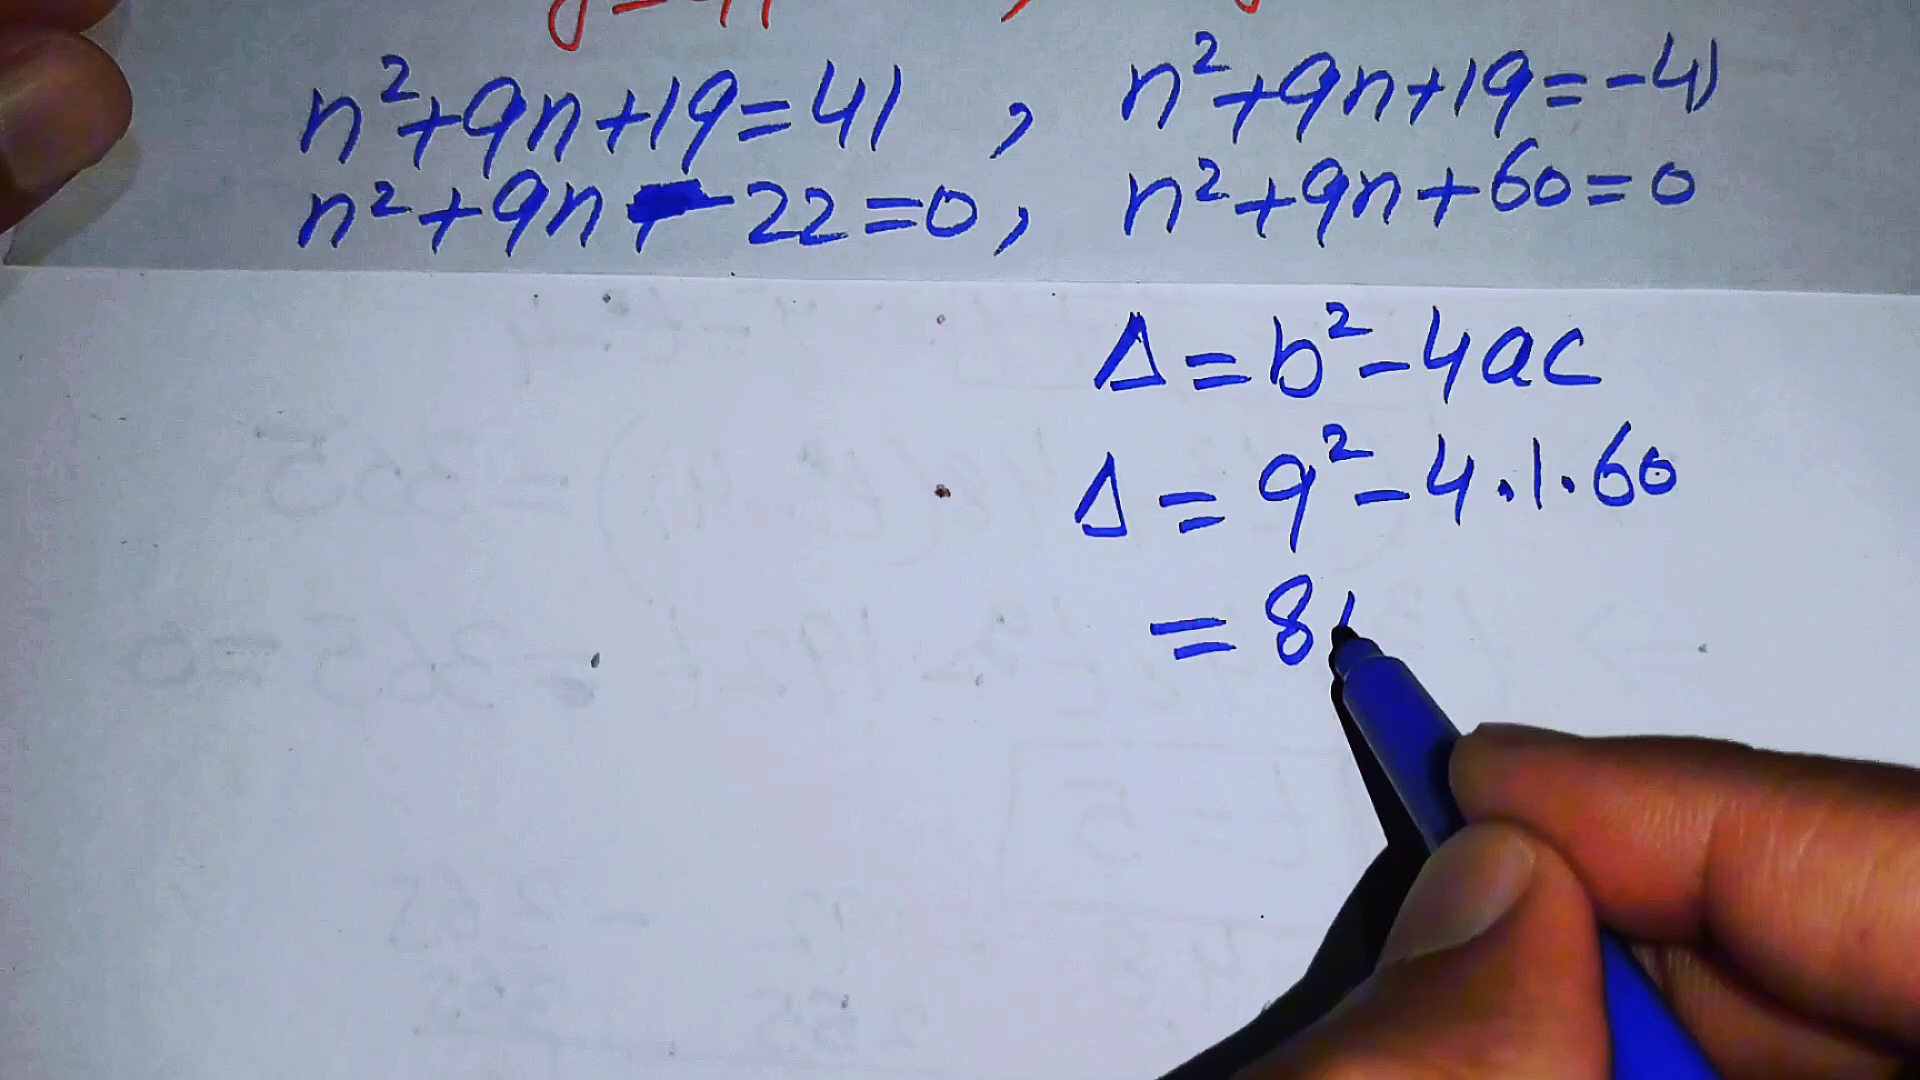 n²+9n+19=41 , n²+9n+19=-41
n²+9n-22=0, n²+9n+60=0
Δ=b²-4ac
Δ=9²-4.1.60
=81